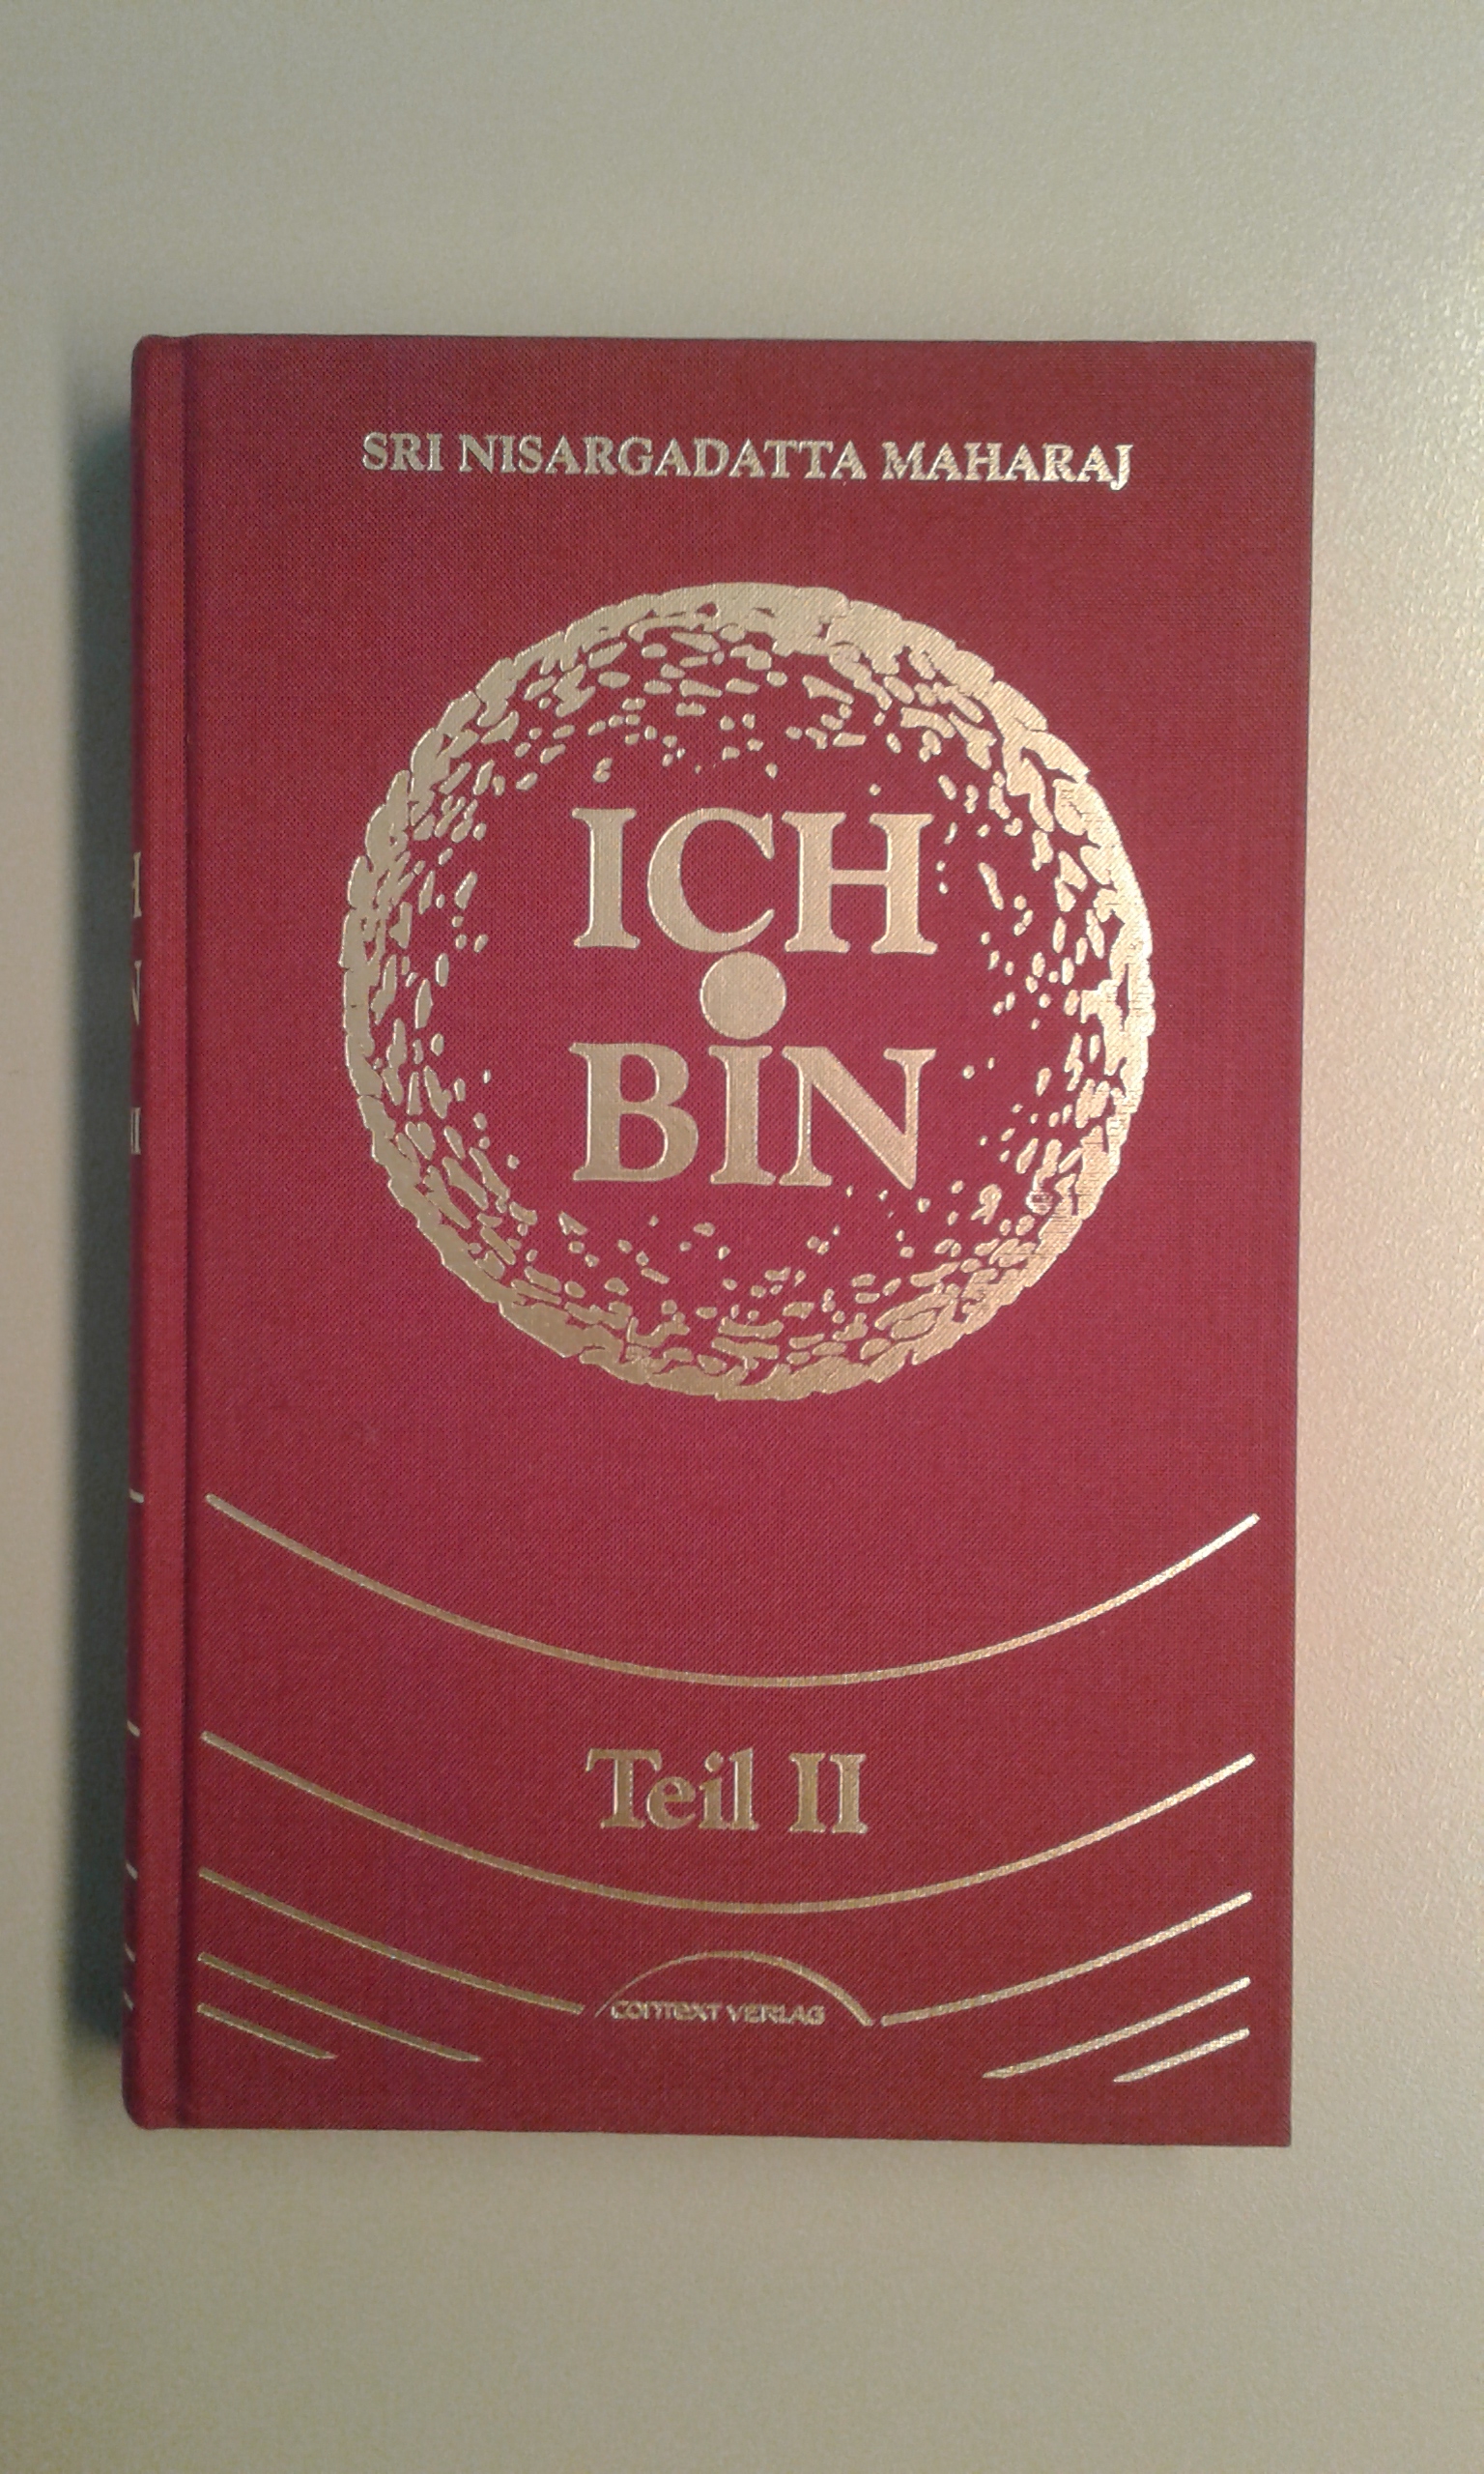 SRI NISARGADATTA MAHARAJ
ICH
BIN
Teil II
CONTEXT VERLAG